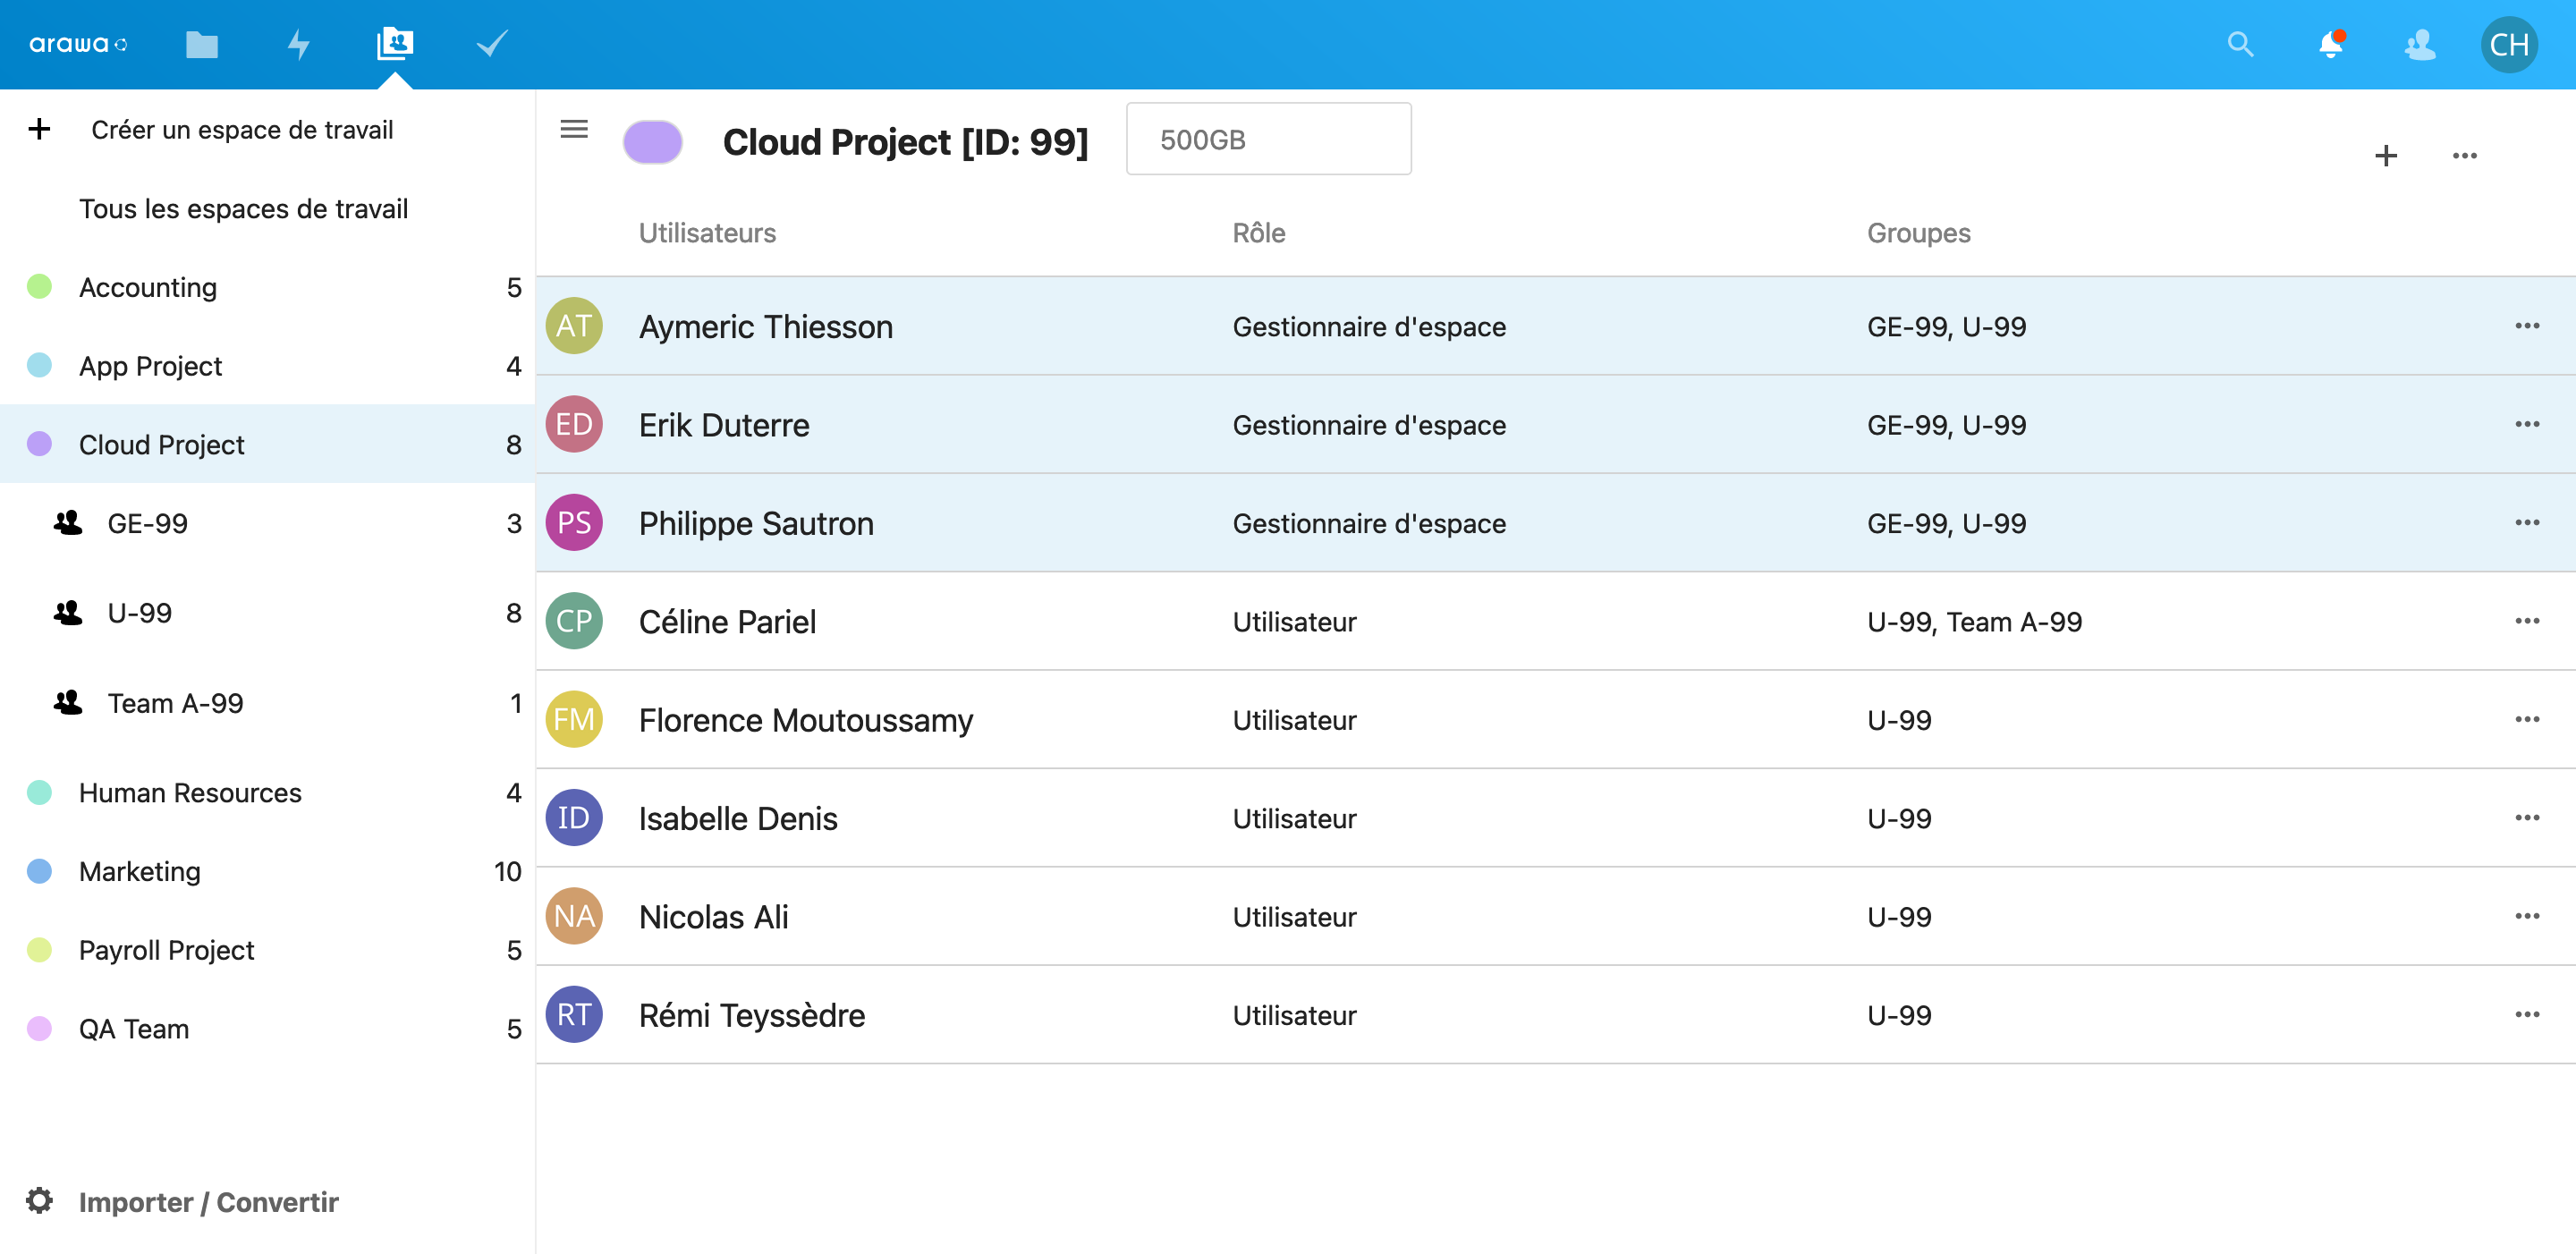 arawa
CH
Créer un espace de travail
Tous les espaces de travail
Accounting 5
App Project 4
Cloud Project 8
GE-99 3
U-99 8
Team A-99 1
Human Resources 4
Marketing 10
Payroll Project 5
QA Team 5
Importer / Convertir
Cloud Project [ID: 99] 500GB
Utilisateurs Rôle Groupes
AT Aymeric Thiesson Gestionnaire d'espace GE-99, U-99
ED Erik Duterre Gestionnaire d'espace GE-99, U-99
PS Philippe Sautron Gestionnaire d'espace GE-99, U-99
CP Céline Pariel Utilisateur U-99, Team A-99
FM Florence Moutoussamy Utilisateur U-99
ID Isabelle Denis Utilisateur U-99
NA Nicolas Ali Utilisateur U-99
RT Rémi Teyssèdre Utilisateur U-99